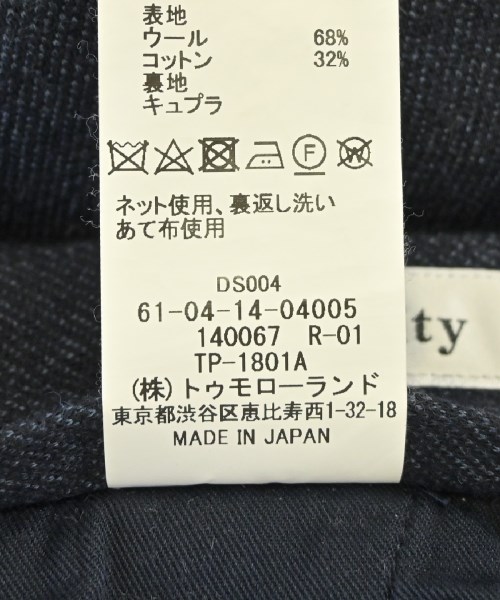 表地
ウール 68%
コットン 32%
裏地
キュプラ
F W
ネット使用、裏返し洗い
あて布使用
DS004
61-04-14-04005
140067 R-01
TP-1801A
(株)トゥモローランド
東京都渋谷区恵比寿西1-32-18
MADE IN JAPAN
ty